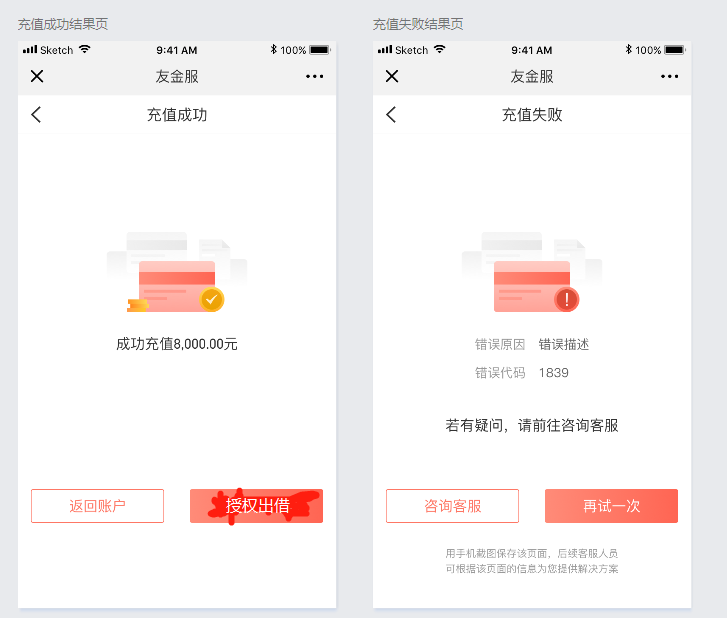 充值成功结果页
Sketch 9:41 AM 100%
友金服
充值成功
成功充值8,000.00元
返回账户 授权出借
充值失败结果页
Sketch 9:41 AM 100%
友金服
充值失败
错误原因 错误描述
错误代码 1839
若有疑问，请前往咨询客服
咨询客服 再试一次
用手机截图保存该页面，后续客服人员
可根据该页面的信息为您提供解决方案